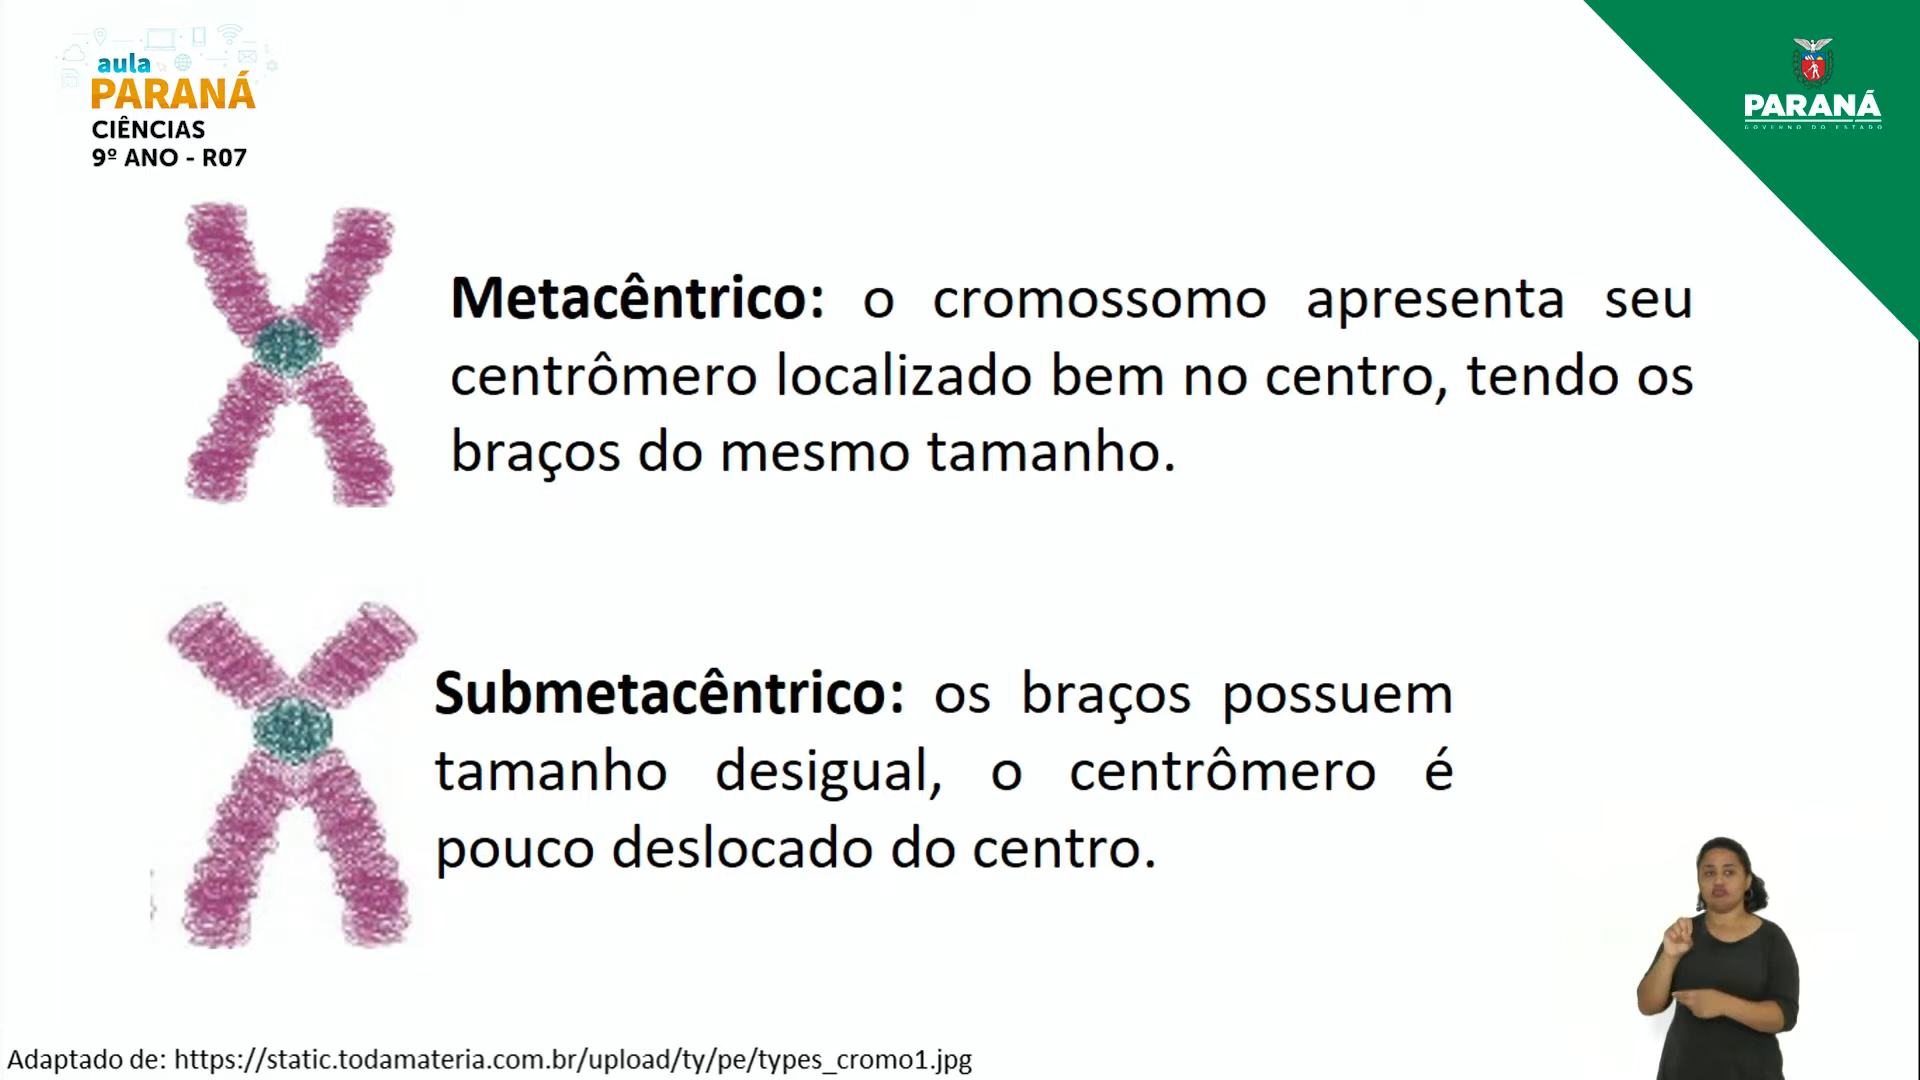 aula
PARANÁ
CIÊNCIAS
9º ANO - R07
PARANÁ
GOVERNO DO ESTADO
Metacêntrico: o cromossomo apresenta seu
centrômero localizado bem no centro, tendo os
braços do mesmo tamanho.
Submetacêntrico: os braços possuem
tamanho desigual, o centrômero é
pouco deslocado do centro.
Adaptado de: https://static.todamateria.com.br/upload/ty/pe/types_cromo1.jpg